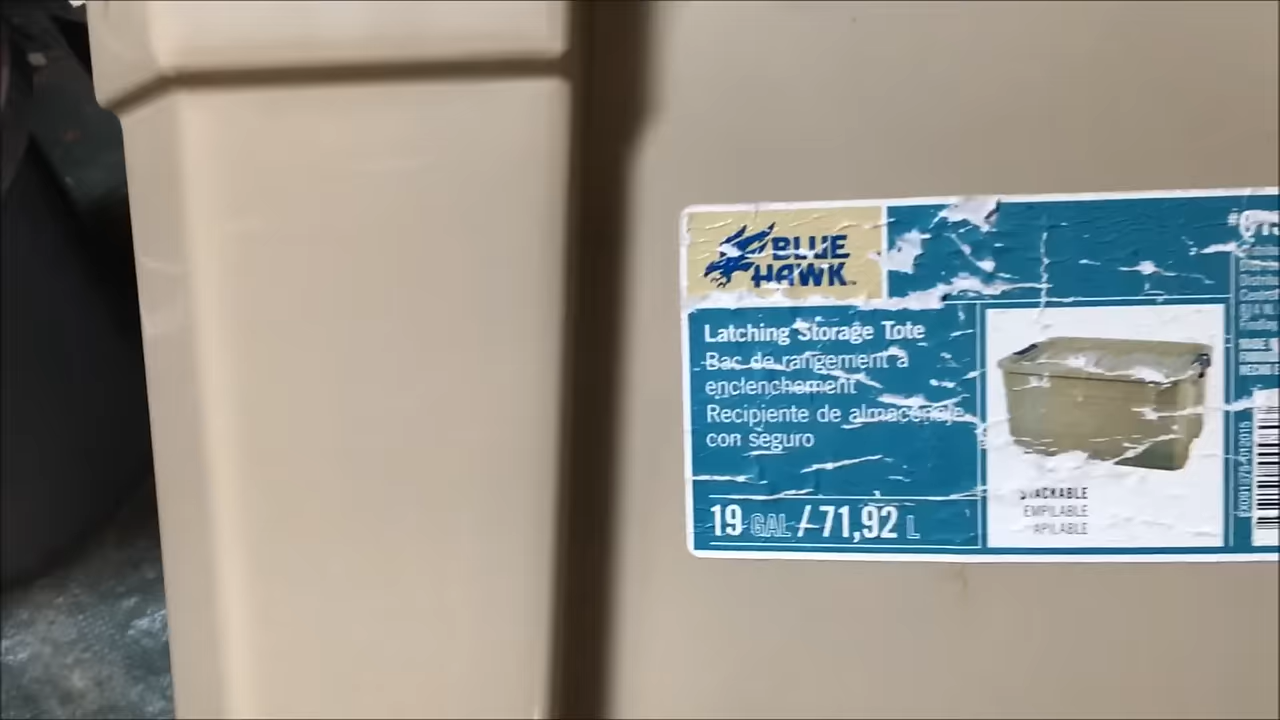 BLUE
HAWK
Latching Storage Tote
Bac de rangement à
enclenchement
Recipiente de almacenaje
con seguro
19 GAL / 71,92 L
STACKABLE
EMPILABLE
APILABLE